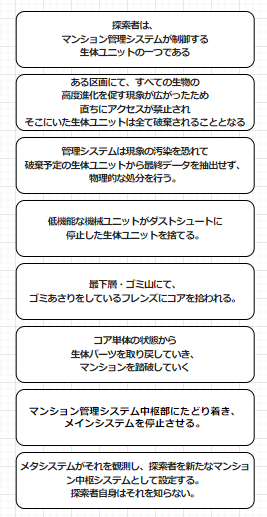 探索者は、
マンション管理システムが制御する
生体ユニットの一つである
ある区画にて、すべての生物の
高度進化を促す現象が広がったため
直ちにアクセスが禁止され
そこにいた生体ユニットは全て破棄されることとなる
管理システムは現象の汚染を恐れて
破棄予定の生体ユニットから最終データを抽出せず、
物理的な処分を行う。
低機能な機械ユニットがダストシュートに
停止した生体ユニットを捨てる。
最下層・ゴミ山にて、
ゴミあさりをしているフレンズにコアを拾われる。
コア単体の状態から
生体パーツを取り戻していき、
マンションを踏破していく
マンション管理システム中枢部にたどり着き、
メインシステムを停止させる。
メタシステムがそれを観測し、探索者を新たなマンショ
ン中枢システムとして設定する。
探索者自身はそれを知らない。